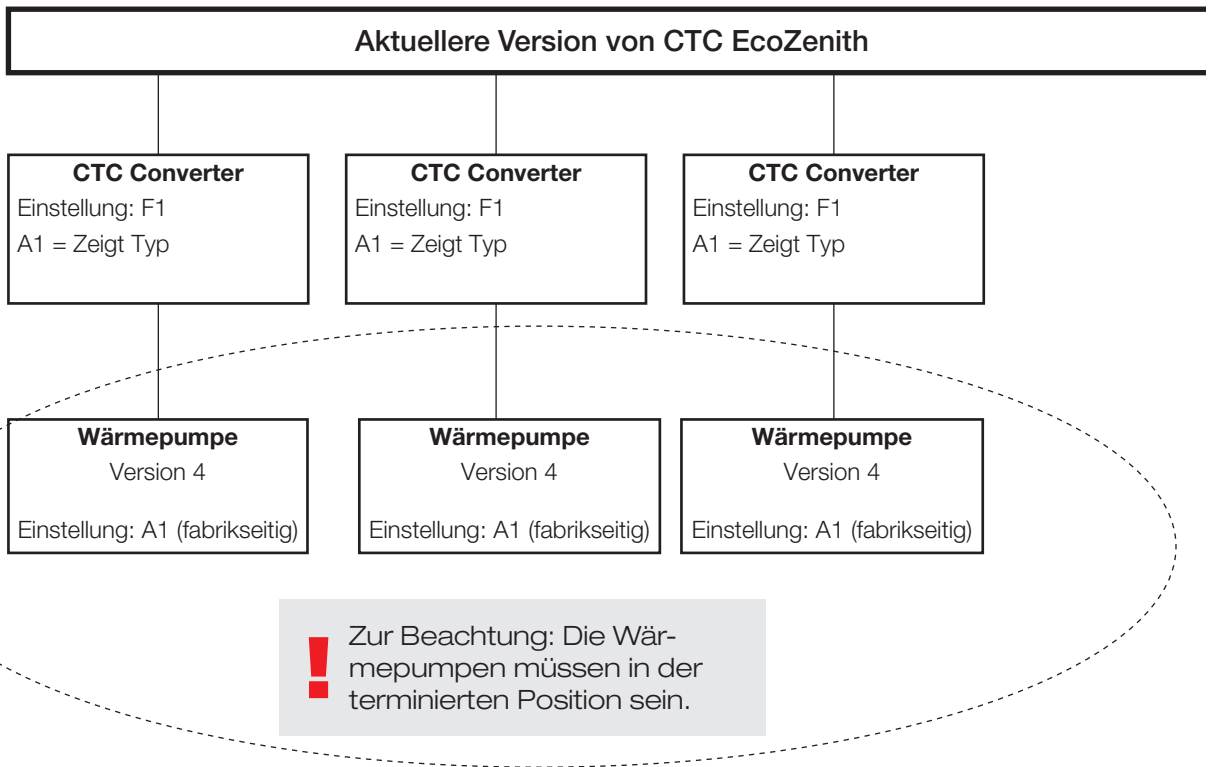 Aktuellere Version von CTC EcoZenith
CTC Converter
Einstellung: F1
A1 = Zeigt Typ
CTC Converter
Einstellung: F1
A1 = Zeigt Typ
CTC Converter
Einstellung: F1
A1 = Zeigt Typ
Wärmepumpe
Version 4
Einstellung: A1 (fabrikseitig)
Wärmepumpe
Version 4
Einstellung: A1 (fabrikseitig)
Wärmepumpe
Version 4
Einstellung: A1 (fabrikseitig)
! Zur Beachtung: Die Wär-
mepumpen müssen in der
terminierten Position sein.